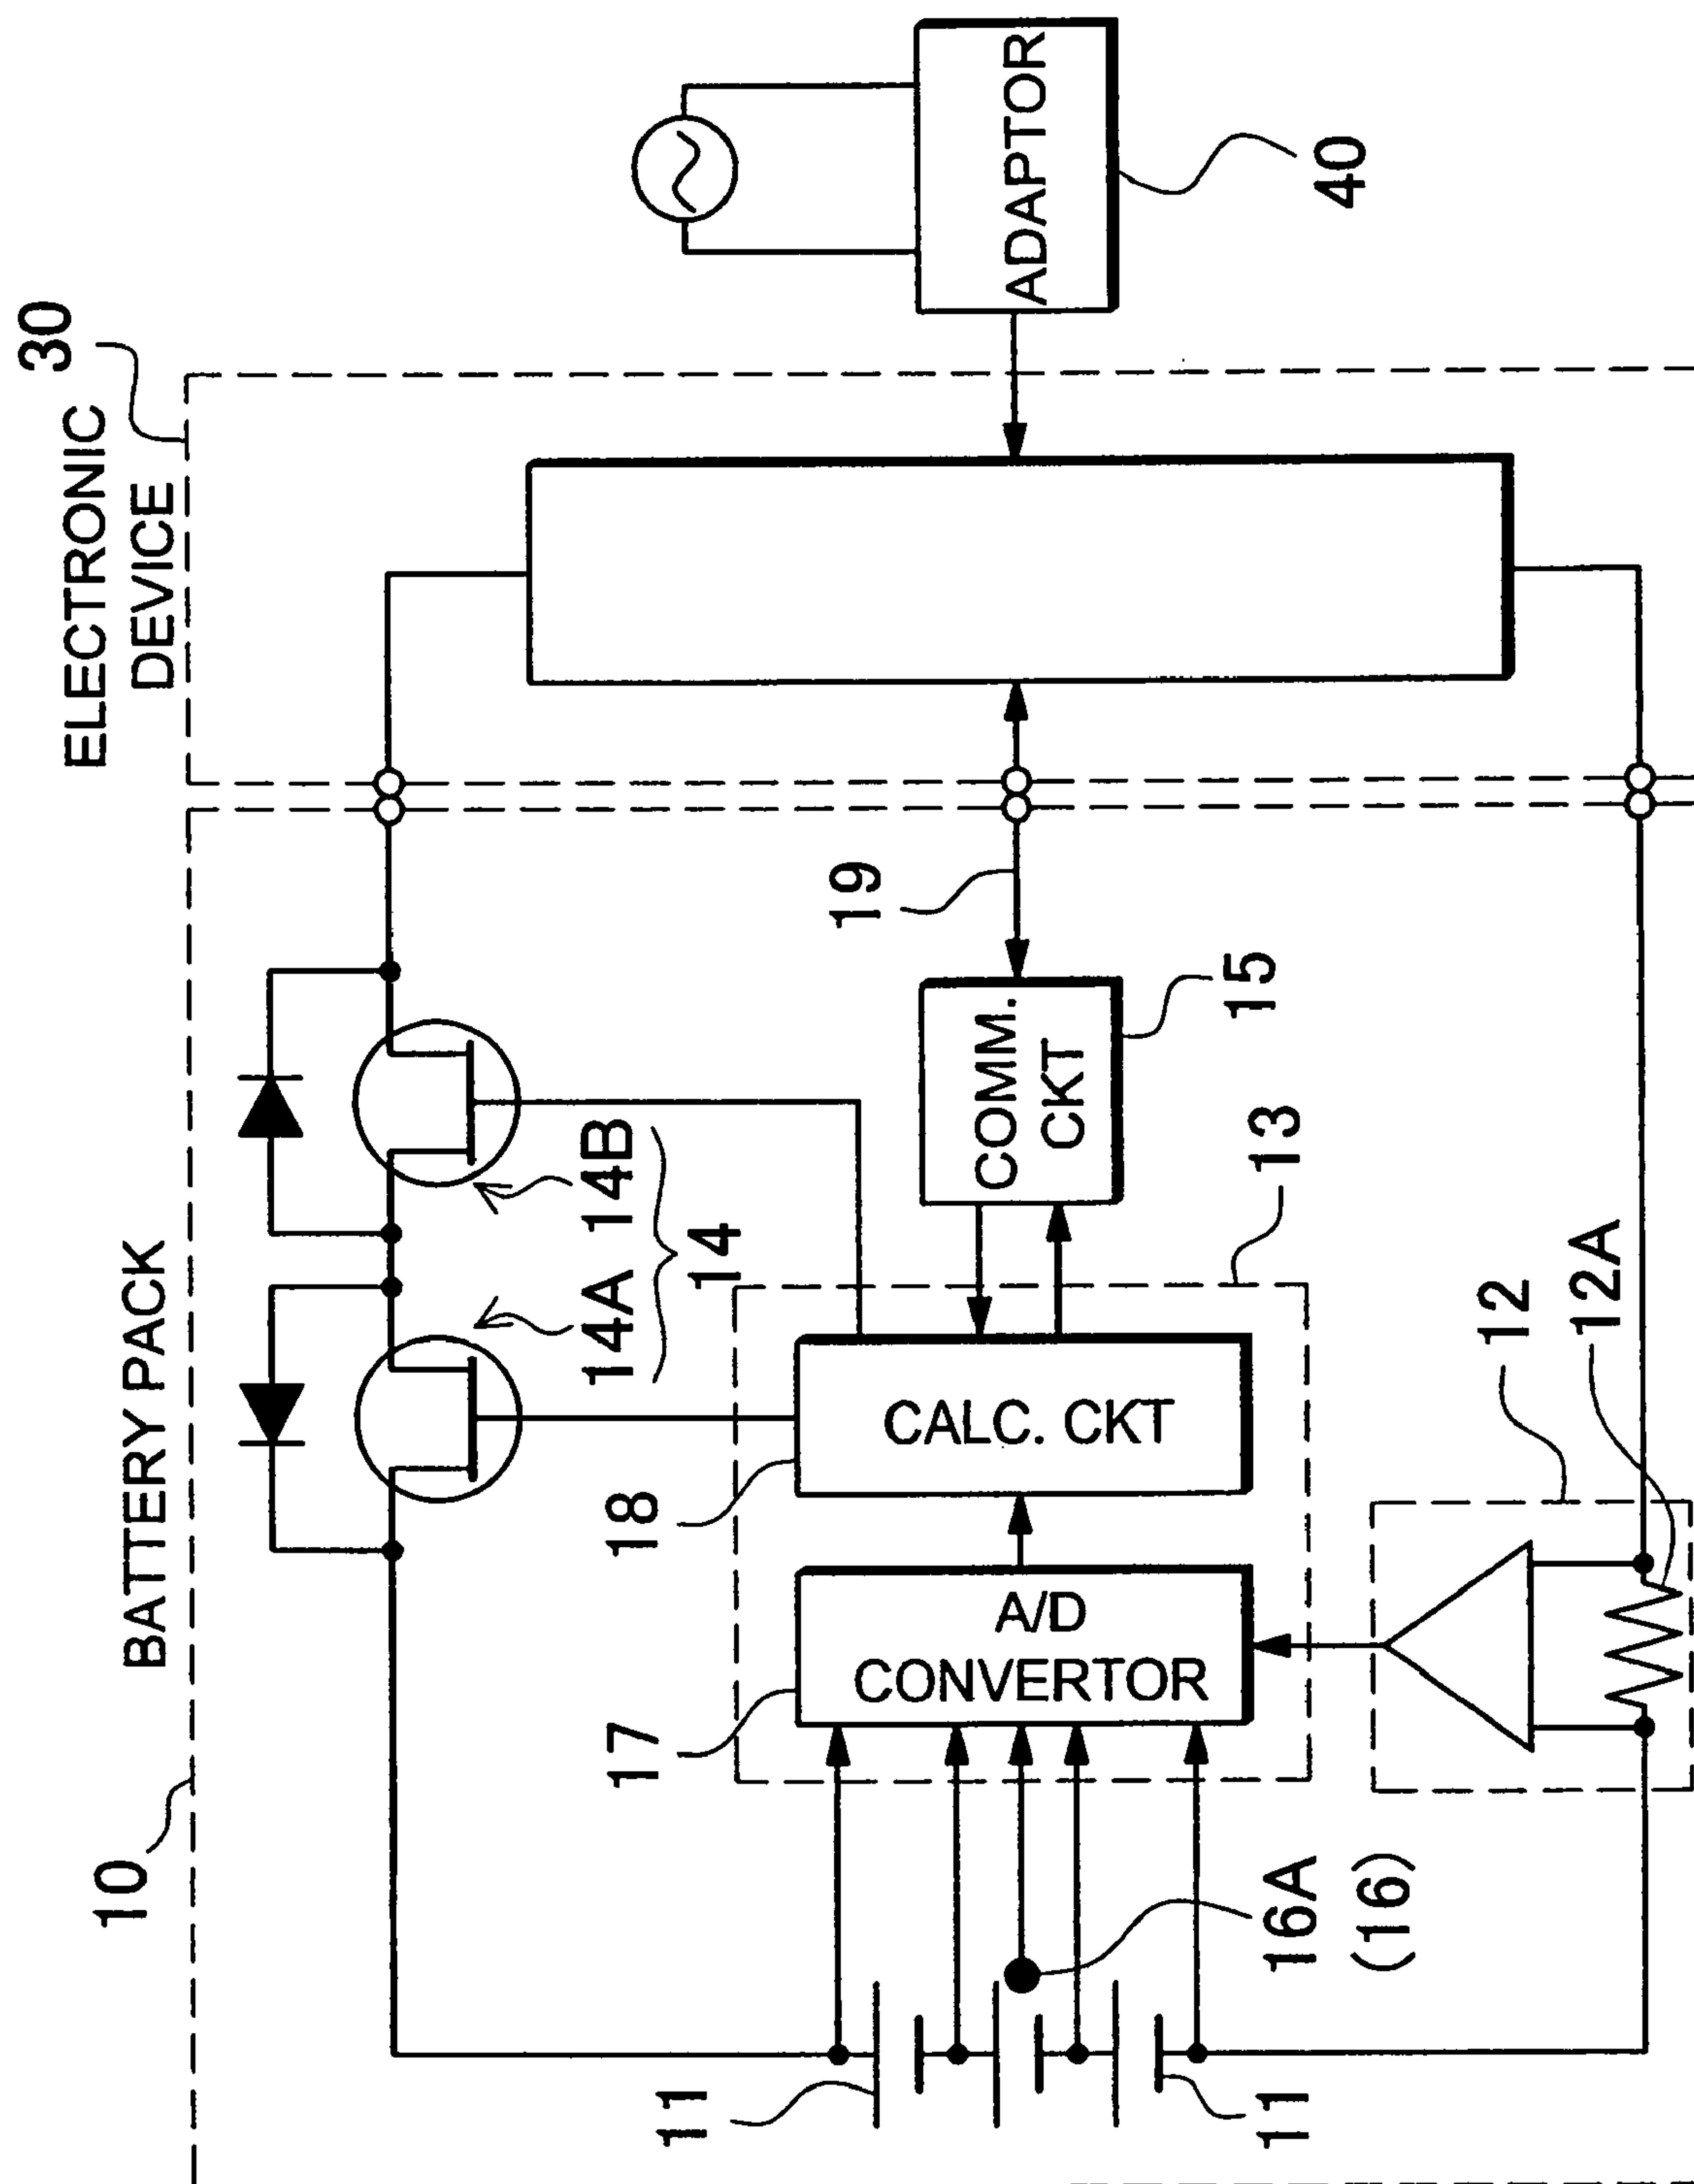 10
BATTERY PACK
ELECTRONIC
DEVICE
30
14A
14B
14
18
17
11
CALC. CKT
A/D
CONVERTOR
COMM.
CKT
19
15
13
ADAPTOR
40
16A
(16)
11
12
12A